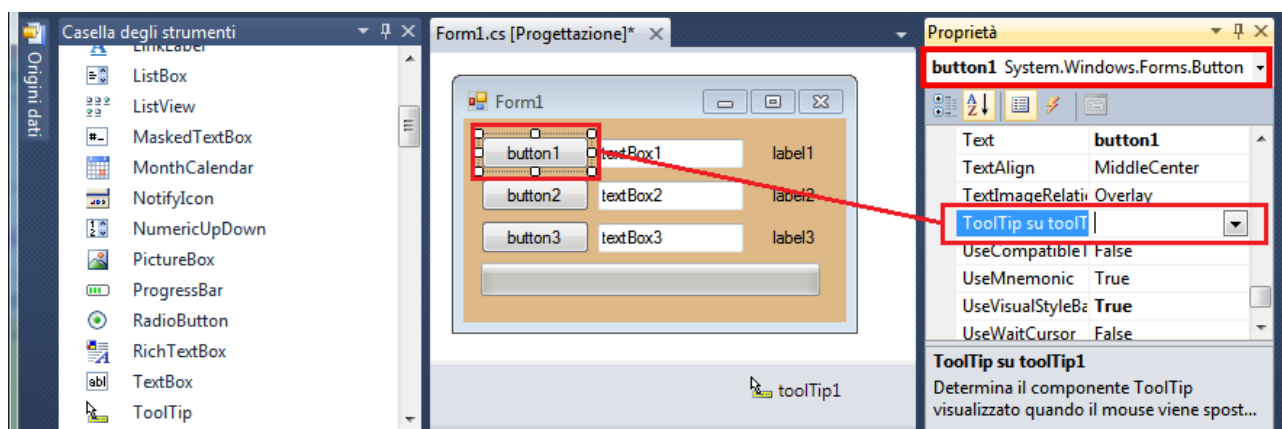 Origini dati
Casella degli strumenti
LinkLabel
ListBox
ListView
MaskedTextBox
MonthCalendar
NotifyIcon
NumericUpDown
PictureBox
ProgressBar
RadioButton
RichTextBox
TextBox
ToolTip
Form1.cs [Progettazione]*
Form1
button1 textBox1 label1
button2 textBox2 label2
button3 textBox3 label3
toolTip1
Proprietà
button1 System.Windows.Forms.Button
Text button1
TextAlign MiddleCenter
TextImageRelati Overlay
ToolTip su toolT
UseCompatibleT False
UseMnemonic True
UseVisualStyleBa True
UseWaitCursor False
ToolTip su toolTip1
Determina il componente ToolTip
visualizzato quando il mouse viene spost...